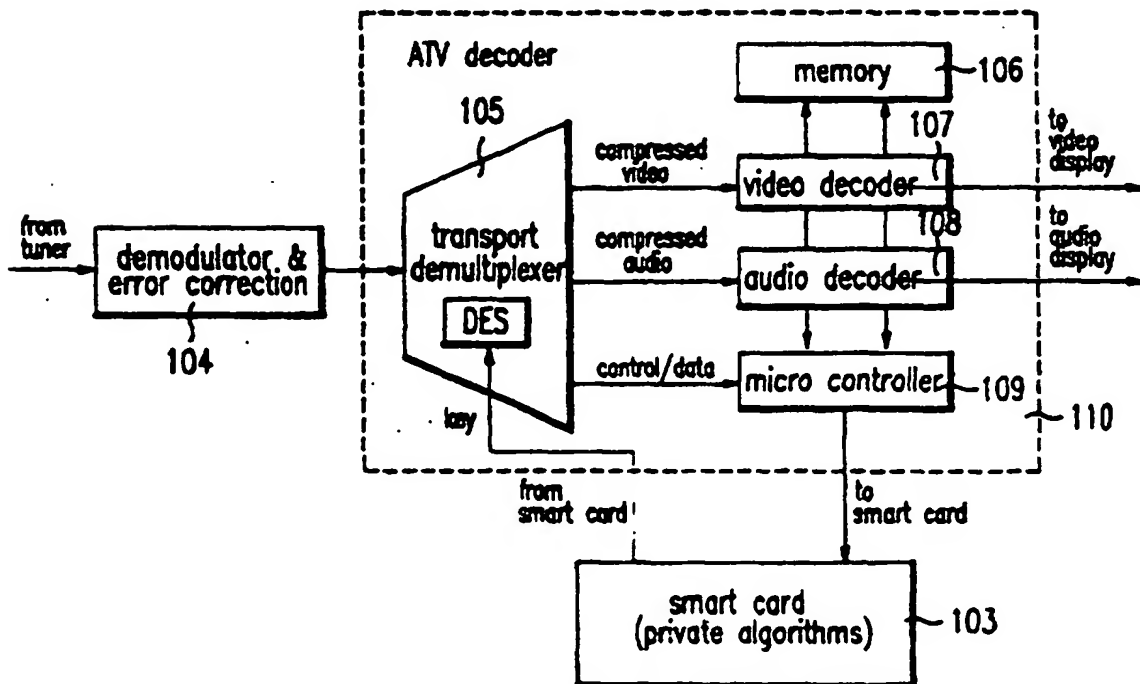 ATV decoder
memory
106
105
107
to
video
display
compressed
video
video decoder
from
tuner
demodulator &
error correction
104
transport
demultiplexer
DES
compressed
audio
108
to
audio
display
audio decoder
control/data
micro controller
109
key
110
from
smart card
to
smart card
smart card
(private algorithms)
103